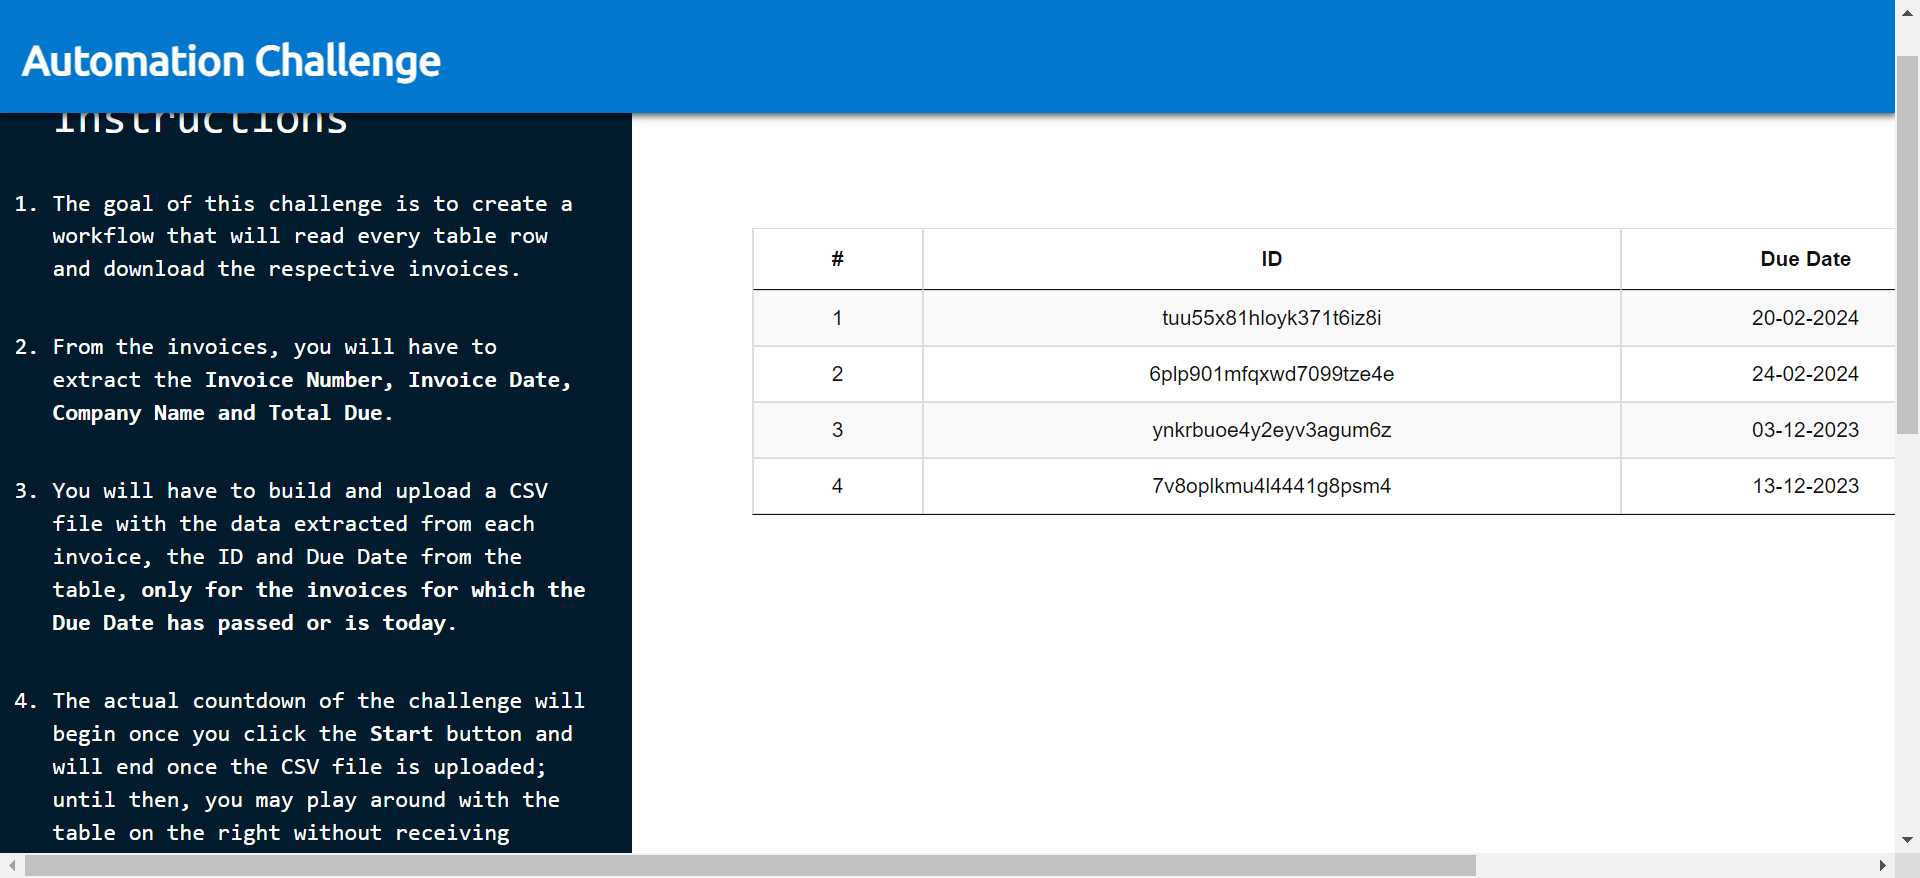 Automation Challenge
Instructions
1. The goal of this challenge is to create a
workflow that will read every table row
and download the respective invoices.
2. From the invoices, you will have to
extract the Invoice Number, Invoice Date,
Company Name and Total Due.
3. You will have to build and upload a CSV
file with the data extracted from each
invoice, the ID and Due Date from the
table, only for the invoices for which the
Due Date has passed or is today.
4. The actual countdown of the challenge will
begin once you click the Start button and
will end once the CSV file is uploaded;
until then, you may play around with the
table on the right without receiving
# ID Due Date
1 tuu55x81hloyk371t6iz8i 20-02-2024
2 6plp901mfqxwd7099tze4e 24-02-2024
3 ynkrbuoe4y2eyv3agum6z 03-12-2023
4 7v8oplkmu4l4441g8psm4 13-12-2023